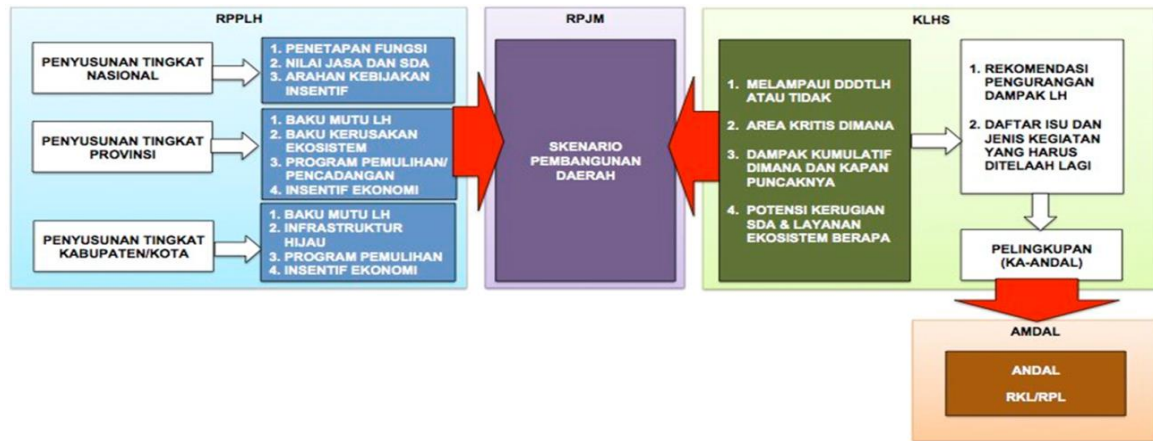 RPPLH
PENYUSUNAN TINGKAT
NASIONAL
1. PENETAPAN FUNGSI
2. NILAI JASA DAN SDA
3. ARAHAN KEBIJAKAN
INSENTIF
PENYUSUNAN TINGKAT
PROVINSI
1. BAKU MUTU LH
2. BAKU KERUSAKAN
EKOSISTEM
3. PROGRAM PEMULIHAN/
PENCADANGAN
4. INSENTIF EKONOMI
PENYUSUNAN TINGKAT
KABUPATEN/KOTA
1. BAKU MUTU LH
2. INFRASTRUKTUR
HIJAU
3. PROGRAM PEMULIHAN
4. INSENTIF EKONOMI
RPJM
SKENARIO
PEMBANGUNAN
DAERAH
KLHS
1. MELAMPAUI DDDTLH
ATAU TIDAK
2. AREA KRITIS DIMANA
3. DAMPAK KUMULATIF
DIMANA DAN KAPAN
PUNCAKNYA
4. POTENSI KERUGIAN
SDA & LAYANAN
EKOSISTEM BERAPA
1. REKOMENDASI
PENGURANGAN
DAMPAK LH
2. DAFTAR ISU DAN
JENIS KEGIATAN
YANG HARUS
DITELAAH LAGI
PELINGKUPAN
(KA-ANDAL)
AMDAL
ANDAL
RKL/RPL